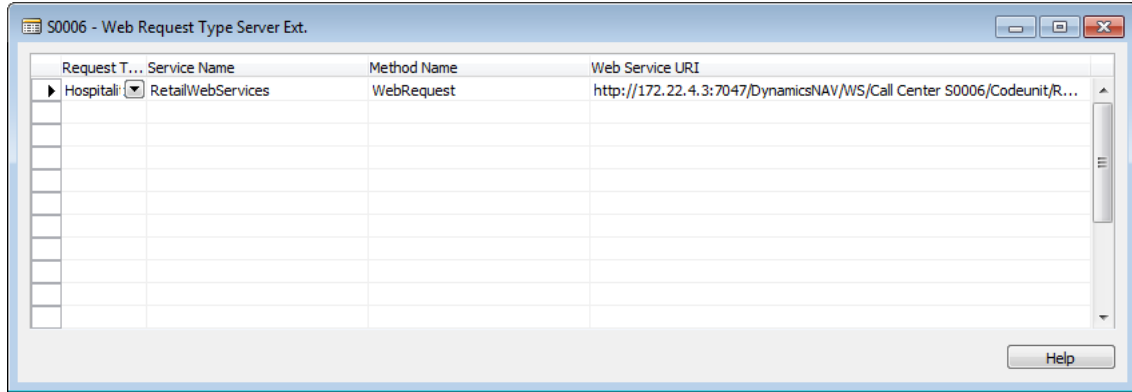 S0006 - Web Request Type Server Ext.
Request T... Service Name Method Name Web Service URI
Hospitali RetailWebServices WebRequest http://172.22.4.3:7047/DynamicsNAV/WS/Call Center S0006/Codeunit/R...
Help